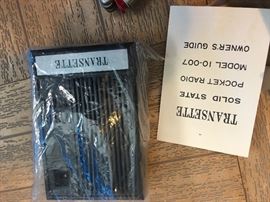 TRANSETTE
TRANSETTE
SOLID STATE
POCKET RADIO
MODEL 10-007
OWNER'S GUIDE